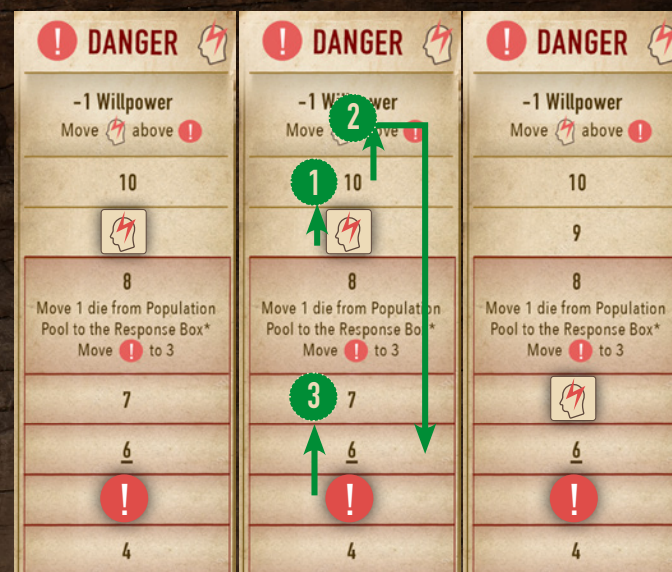 ! DANGER
-1 Willpower
Move above !
10
8
Move 1 die from Population
Pool to the Response Box*
Move ! to 3
7
6
!
4
! DANGER
-1 Willpower
2
Move above !
1 10
8
Move 1 die from Population
Pool to the Response Box*
Move ! to 3
3 7
6
!
4
! DANGER
-1 Willpower
Move above !
10
9
8
Move 1 die from Population
Pool to the Response Box*
Move ! to 3
6
!
4